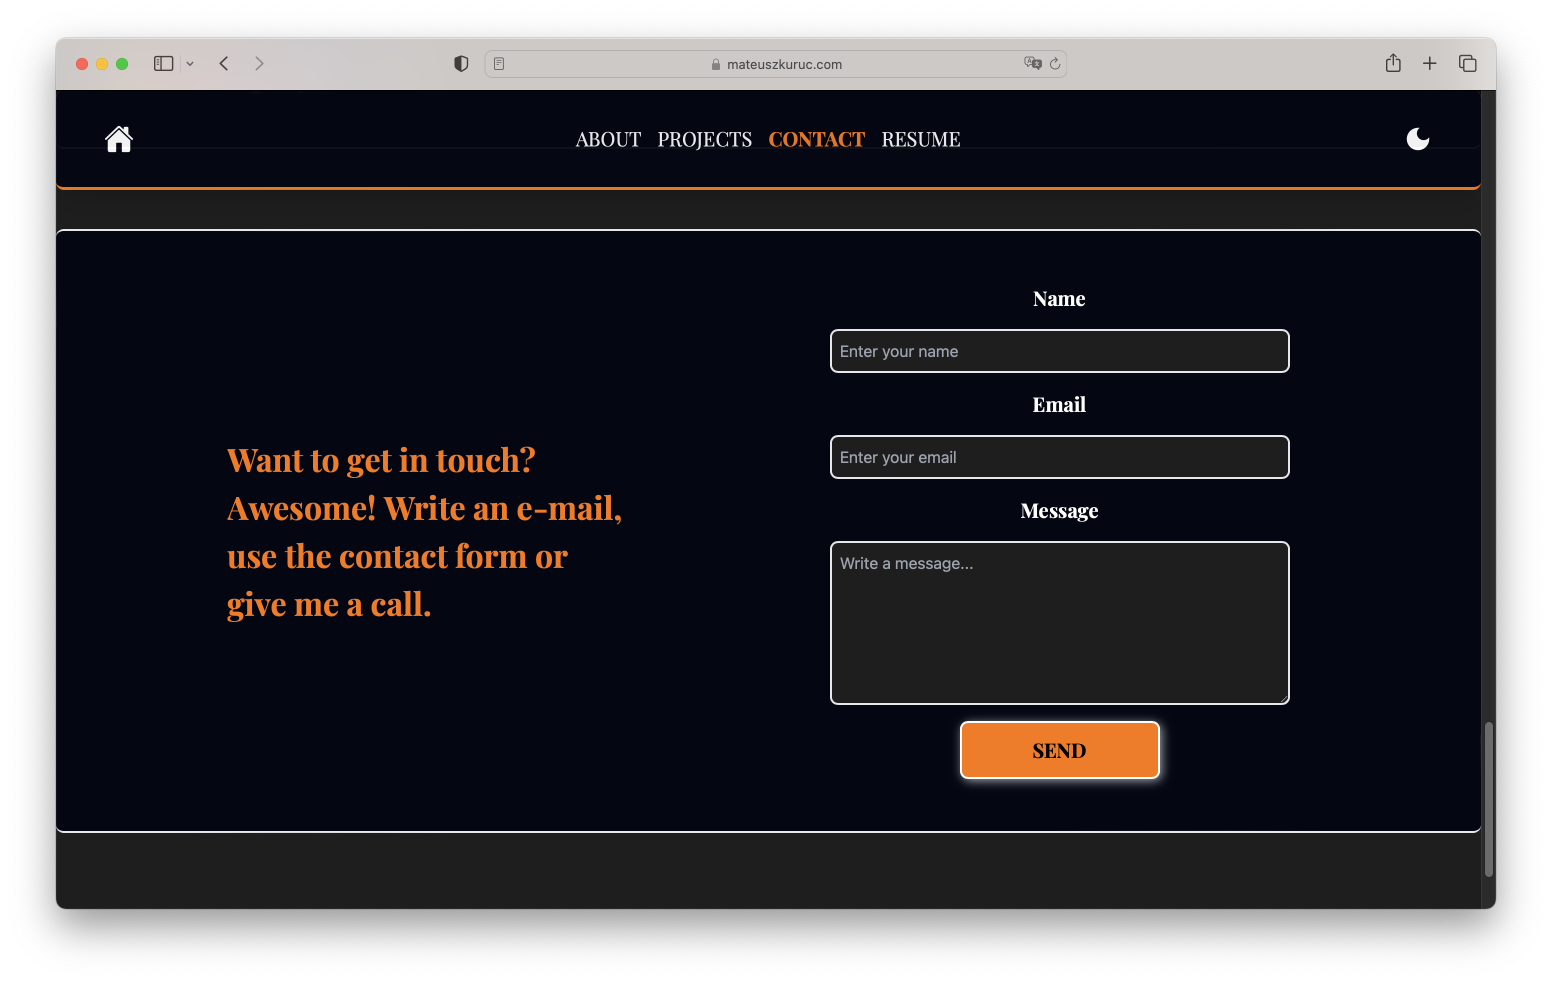 mateuszkuruc.com
ABOUT PROJECTS CONTACT RESUME
Want to get in touch?
Awesome! Write an e-mail,
use the contact form or
give me a call.
Name
Enter your name
Email
Enter your email
Message
Write a message...
SEND